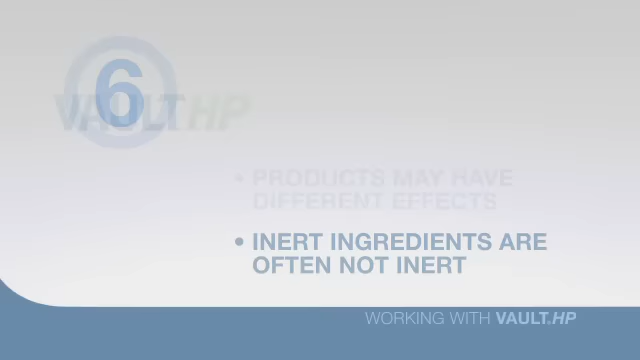 6
VAULT.HP
• PRODUCTS MAY HAVE
DIFFERENT EFFECTS
• INERT INGREDIENTS ARE
OFTEN NOT INERT
WORKING WITH VAULT.HP